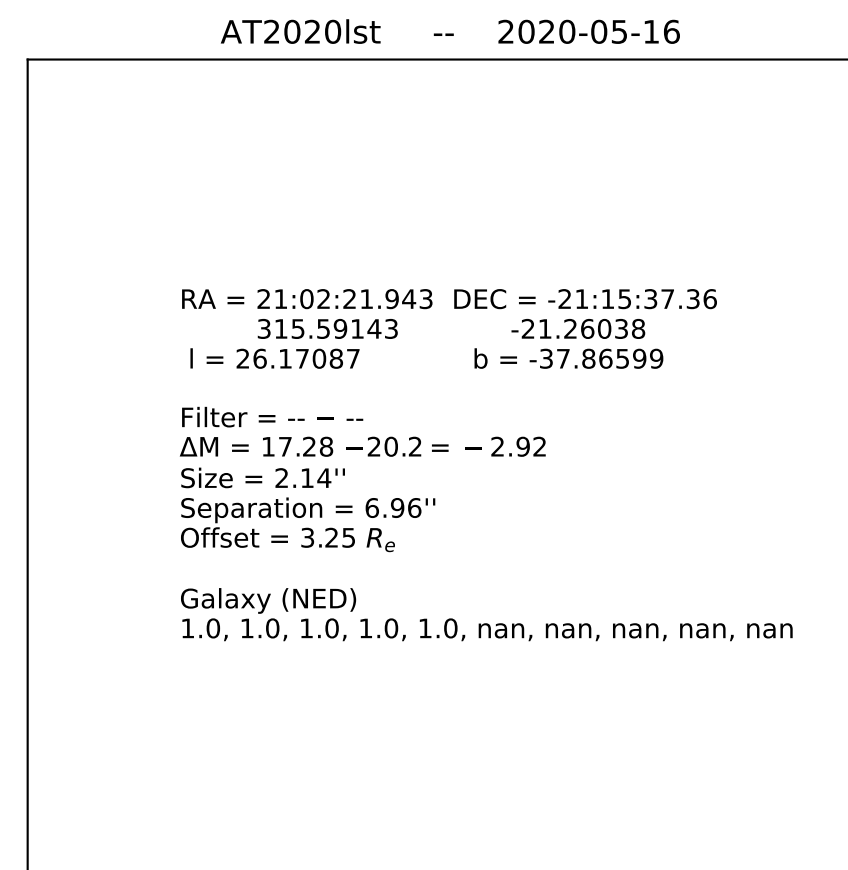 AT2020lst -- 2020-05-16
RA = 21:02:21.943 DEC = -21:15:37.36
315.59143 -21.26038
l = 26.17087 b = -37.86599
Filter = -- − --
ΔM = 17.28 −20.2 = − 2.92
Size = 2.14''
Separation = 6.96''
Offset = 3.25 Re
Galaxy (NED)
1.0, 1.0, 1.0, 1.0, 1.0, nan, nan, nan, nan, nan